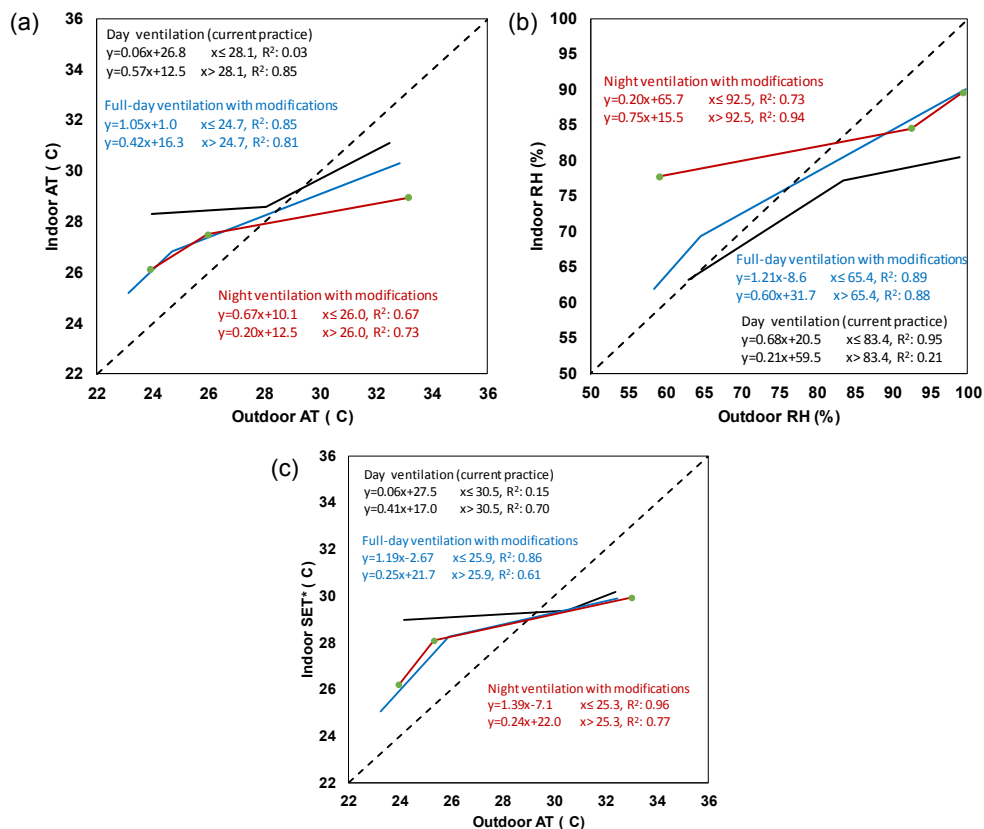 (a)
36
34
32
30
28
26
24
22
22 24 26 28 30 32 34 36
Indoor AT ( C)
Outdoor AT ( C)
Day ventilation (current practice)
y=0.06x+26.8 x≤ 28.1, R²: 0.03
y=0.57x+12.5 x> 28.1, R²: 0.85
Full-day ventilation with modifications
y=1.05x+1.0 x≤ 24.7, R²: 0.85
y=0.42x+16.3 x> 24.7, R²: 0.81
Night ventilation with modifications
y=0.67x+10.1 x≤ 26.0, R²: 0.67
y=0.20x+12.5 x> 26.0, R²: 0.73
(b)
100
95
90
85
80
75
70
65
60
55
50
50 55 60 65 70 75 80 85 90 95 100
Indoor RH (%)
Outdoor RH (%)
Night ventilation with modifications
y=0.20x+65.7 x≤ 92.5, R²: 0.73
y=0.75x+15.5 x> 92.5, R²: 0.94
Full-day ventilation with modifications
y=1.21x-8.6 x≤ 65.4, R²: 0.89
y=0.60x+31.7 x> 65.4, R²: 0.88
Day ventilation (current practice)
y=0.68x+20.5 x≤ 83.4, R²: 0.95
y=0.21x+59.5 x> 83.4, R²: 0.21
(c)
36
34
32
30
28
26
24
22
22 24 26 28 30 32 34 36
Indoor SET* ( C)
Outdoor AT ( C)
Day ventilation (current practice)
y=0.06x+27.5 x≤ 30.5, R²: 0.15
y=0.41x+17.0 x> 30.5, R²: 0.70
Full-day ventilation with modifications
y=1.19x-2.67 x≤ 25.9, R²: 0.86
y=0.25x+21.7 x> 25.9, R²: 0.61
Night ventilation with modifications
y=1.39x-7.1 x≤ 25.3, R²: 0.96
y=0.24x+22.0 x> 25.3, R²: 0.77